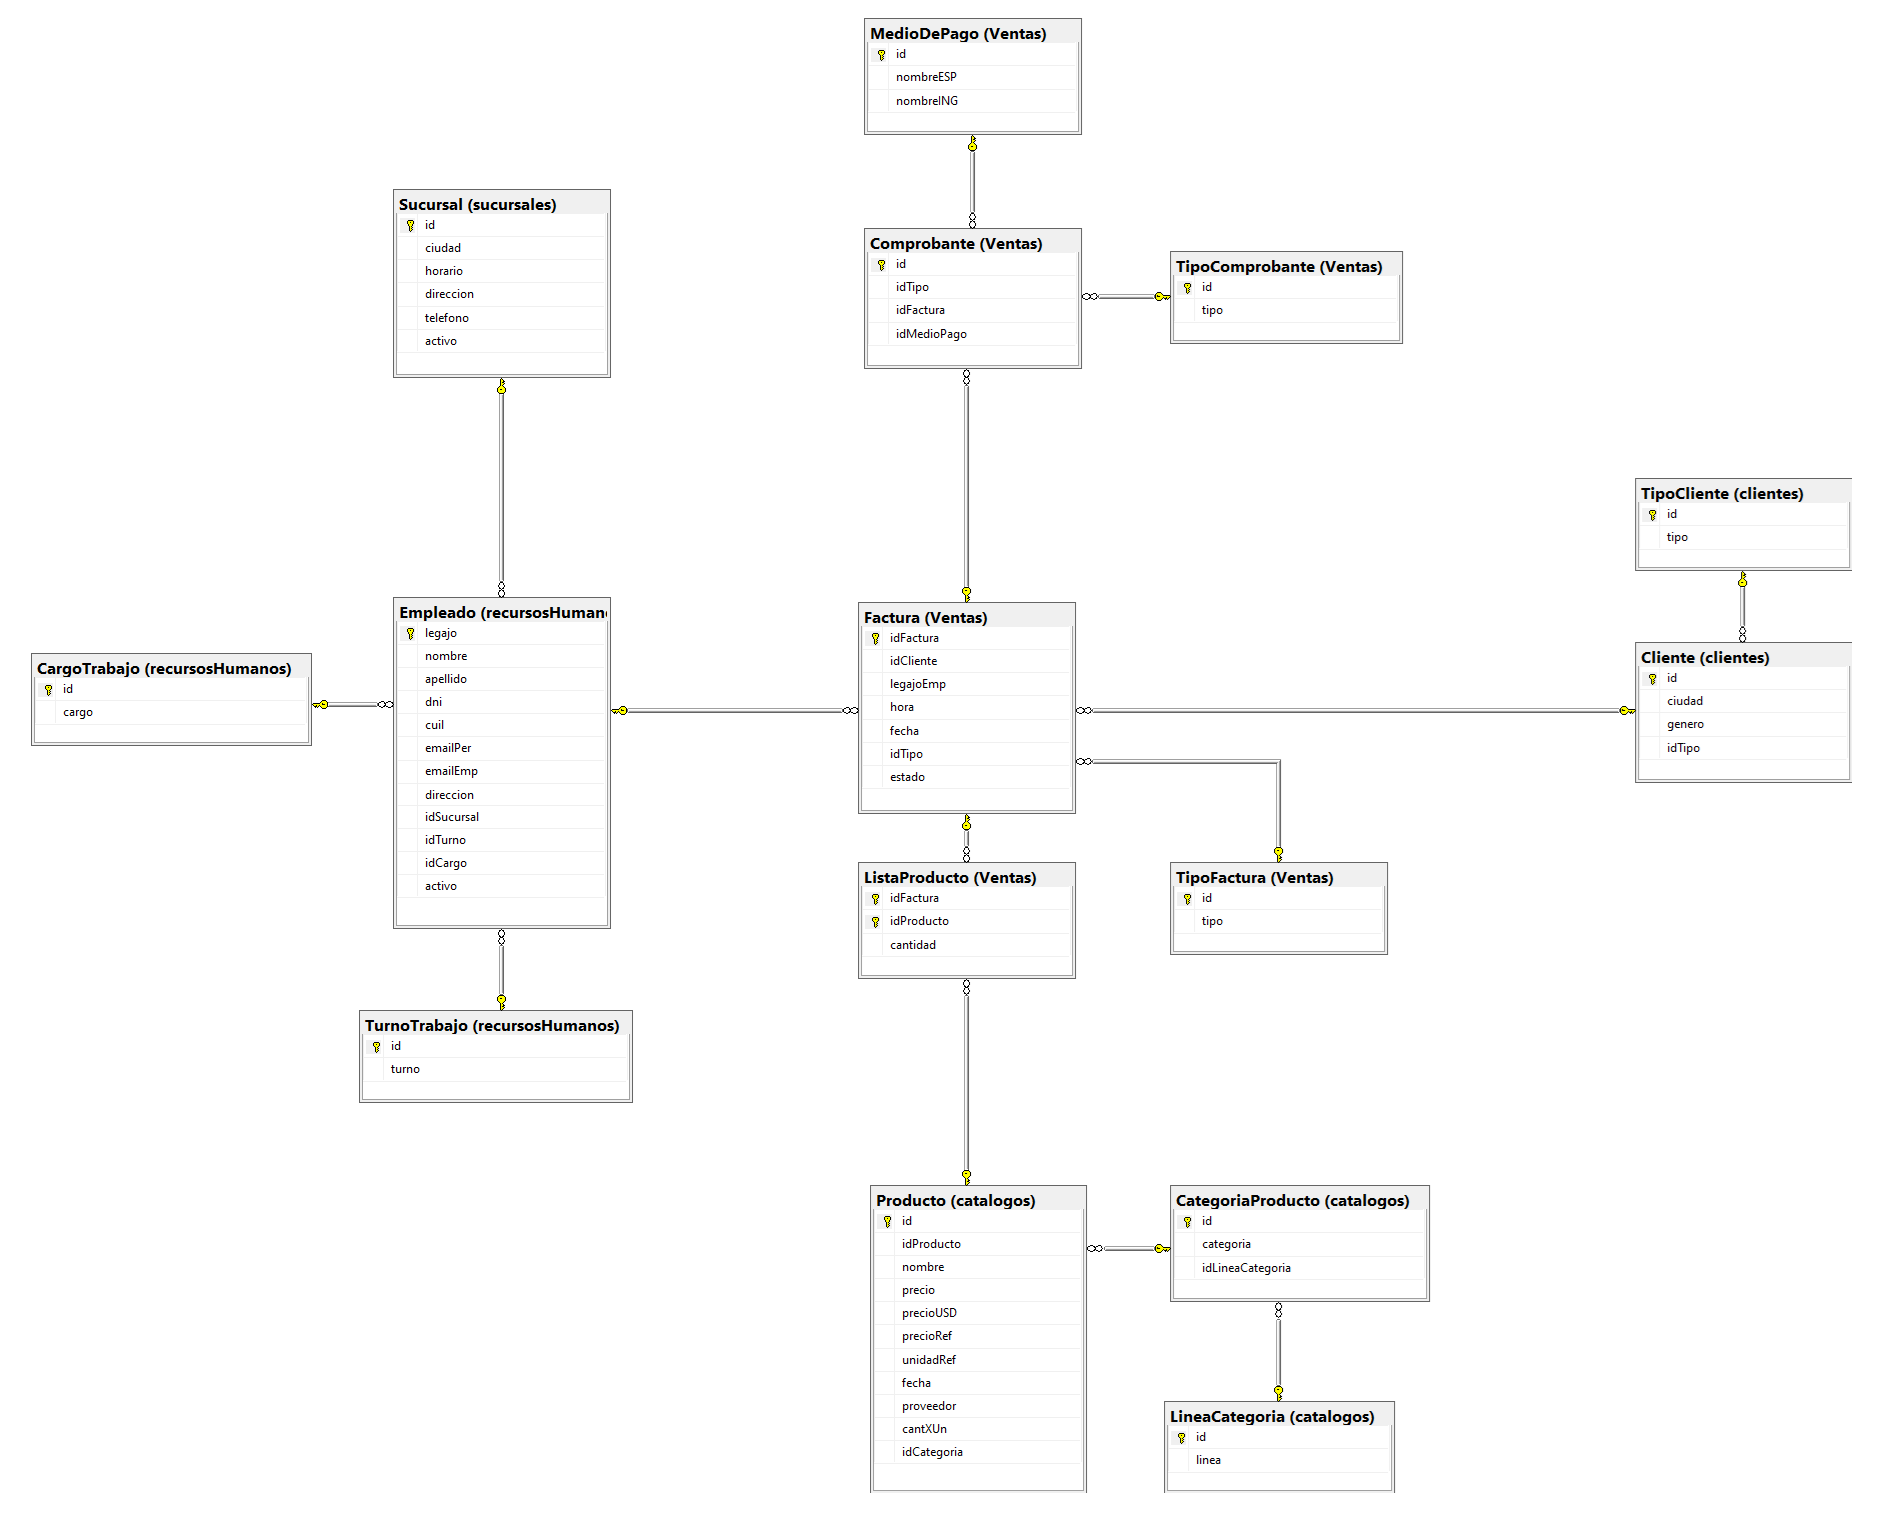 MedioDePago (Ventas)
id
nombreESP
nombreING
Sucursal (sucursales)
id
ciudad
horario
direccion
telefono
activo
Comprobante (Ventas)
id
idTipo
idFactura
idMedioPago
TipoComprobante (Ventas)
id
tipo
TipoCliente (clientes)
id
tipo
Empleado (recursosHuman
legajo
nombre
apellido
dni
cuil
emailPer
emailEmp
direccion
idSucursal
idTurno
idCargo
activo
Factura (Ventas)
idFactura
idCliente
legajoEmp
hora
fecha
idTipo
estado
Cliente (clientes)
id
ciudad
genero
idTipo
CargoTrabajo (recursosHumanos)
id
cargo
ListaProducto (Ventas)
idFactura
idProducto
cantidad
TipoFactura (Ventas)
id
tipo
TurnoTrabajo (recursosHumanos)
id
turno
Producto (catalogos)
id
idProducto
nombre
precio
precioUSD
precioRef
unidadRef
fecha
proveedor
cantXUn
idCategoria
CategoriaProducto (catalogos)
id
categoria
idLineaCategoria
LineaCategoria (catalogos)
id
linea